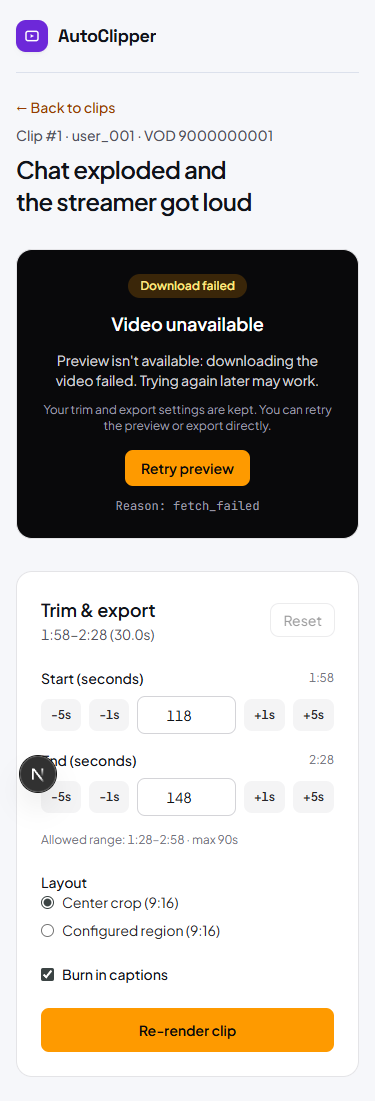 AutoClipper
← Back to clips
Clip #1 · user_001 · VOD 9000000001
Chat exploded and
the streamer got loud
Download failed
Video unavailable
Preview isn't available: downloading the
video failed. Trying again later may work.
Your trim and export settings are kept. You can retry
the preview or export directly.
Retry preview
Reason: fetch_failed
Trim & export
Reset
1:58–2:28 (30.0s)
Start (seconds) 1:58
-5s -1s 118 +1s +5s
End (seconds) 2:28
N
-5s -1s 148 +1s +5s
Allowed range: 1:28–2:58 · max 90s
Layout
Center crop (9:16)
Configured region (9:16)
Burn in captions
Re-render clip